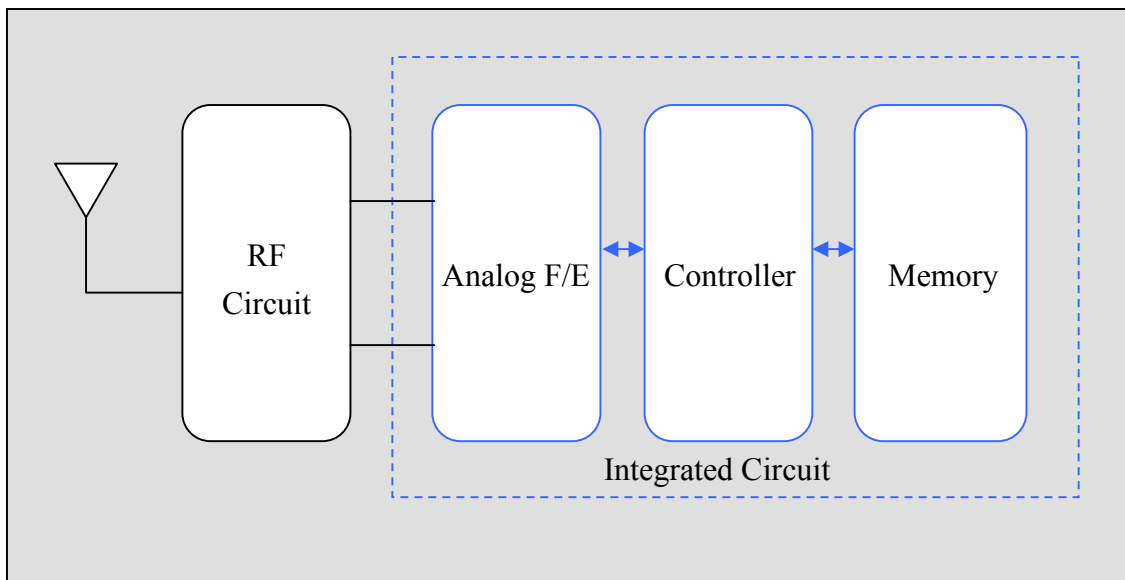 RF
Circuit
Analog F/E
Controller
Memory
Integrated Circuit